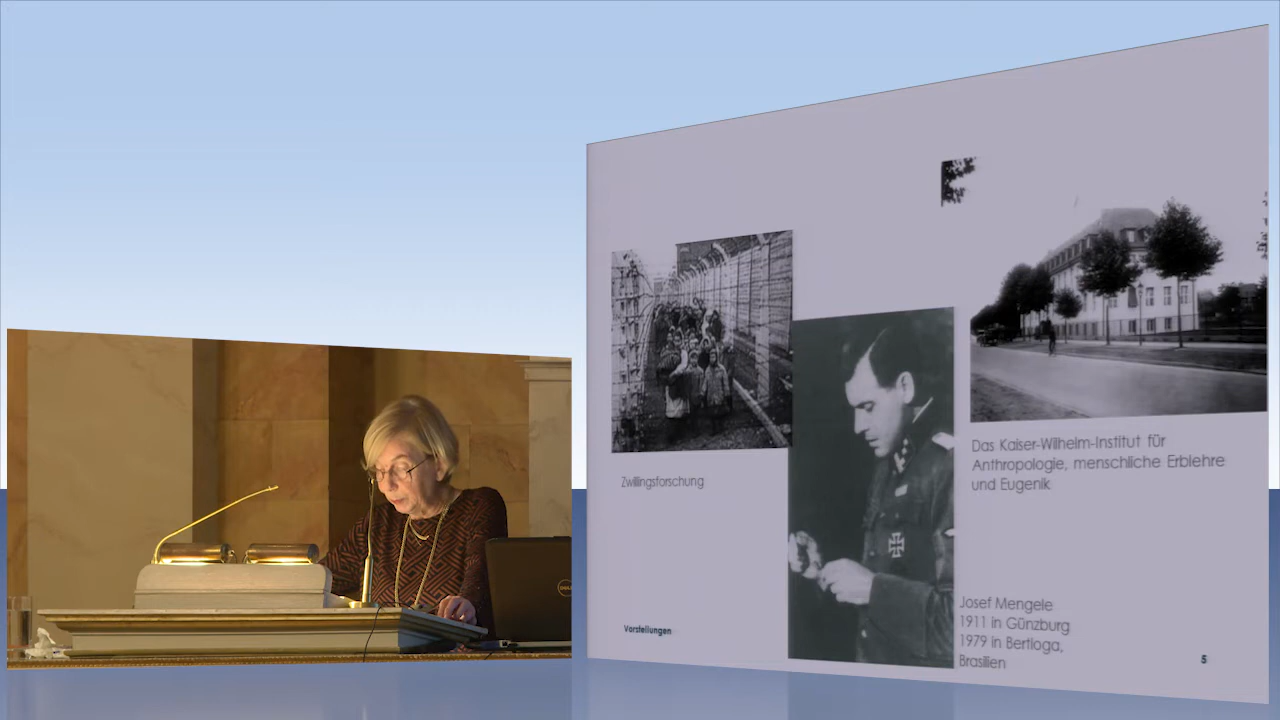 Zwillingsforschung
Das Kaiser-Wilhelm-Institut für
Anthropologie, menschliche Erblehre
und Eugenik
Josef Mengele
1911 in Günzburg
1979 in Bertioga,
Brasilien
Vorstellungen
5
DELL